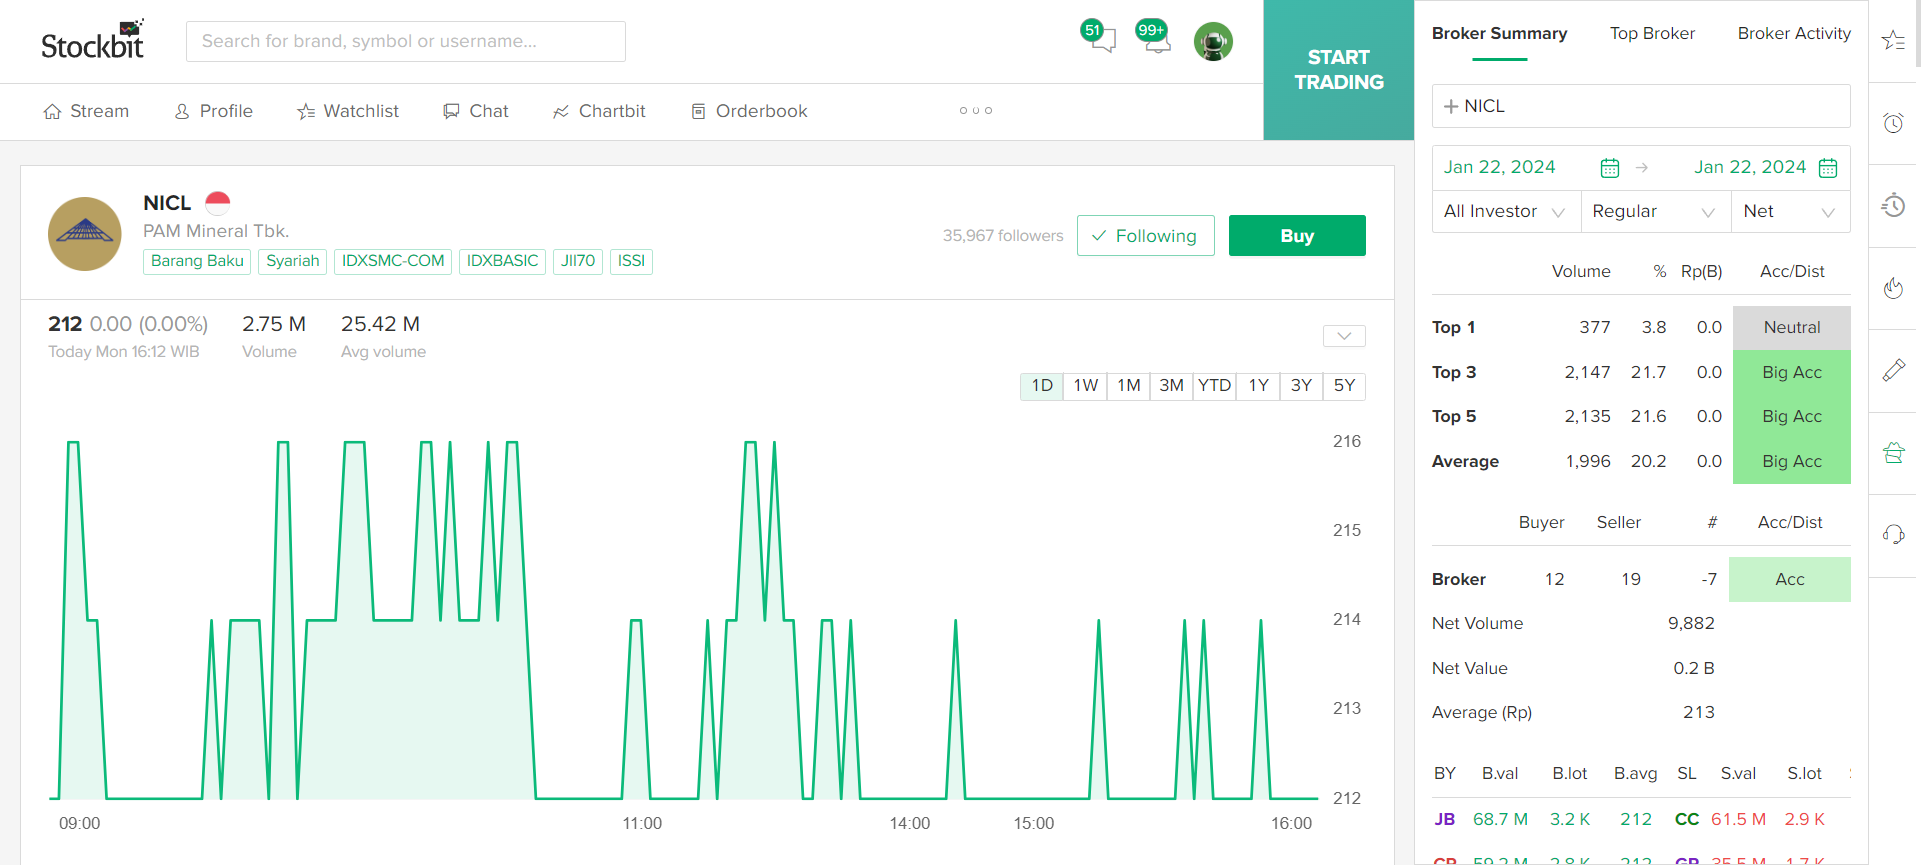 Stockbit
Search for brand, symbol or username...
51
99+
START
TRADING
Stream
Profile
Watchlist
Chat
Chartbit
Orderbook
NICL
PAM Mineral Tbk.
Barang Baku
Syariah
IDXSMC-COM
IDXBASIC
JII70
ISSI
35,967 followers
Following
Buy
212 0.00 (0.00%)
Today Mon 16:12 WIB
2.75 M
Volume
25.42 M
Avg volume
1D 1W 1M 3M YTD 1Y 3Y 5Y
216
215
214
213
212
09:00 11:00 14:00 15:00 16:00
Broker Summary Top Broker Broker Activity
NICL
Jan 22, 2024 → Jan 22, 2024
All Investor Regular Net
Volume % Rp(B) Acc/Dist
Top 1 377 3.8 0.0 Neutral
Top 3 2,147 21.7 0.0 Big Acc
Top 5 2,135 21.6 0.0 Big Acc
Average 1,996 20.2 0.0 Big Acc
Buyer Seller # Acc/Dist
Broker 12 19 -7 Acc
Net Volume 9,882
Net Value 0.2 B
Average (Rp) 213
BY B.val B.lot B.avg SL S.val S.lot
JB 68.7 M 3.2 K 212 CC 61.5 M 2.9 K